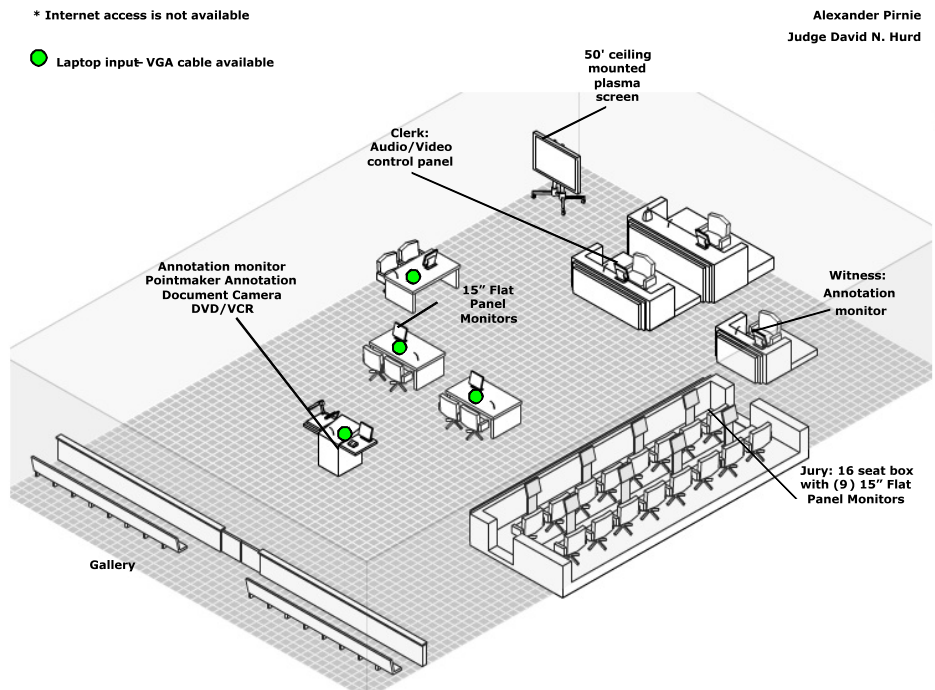 * Internet access is not available
Alexander Pirnie
Judge David N. Hurd
Laptop input- VGA cable available
50' ceiling
mounted
plasma
screen
Clerk:
Audio/Video
control panel
Annotation monitor
Pointmaker Annotation
Document Camera
DVD/VCR
15” Flat
Panel
Monitors
Witness:
Annotation
monitor
Jury: 16 seat box
with (9) 15” Flat
Panel Monitors
Gallery